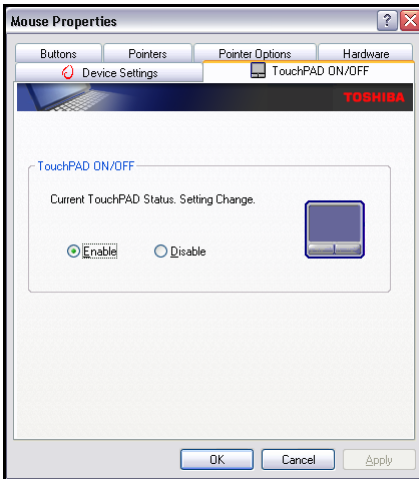 Mouse Properties
Buttons Pointers Pointer Options Hardware
Device Settings TouchPAD ON/OFF
TOSHIBA
TouchPAD ON/OFF
Current TouchPAD Status. Setting Change.
Enable Disable
OK Cancel Apply